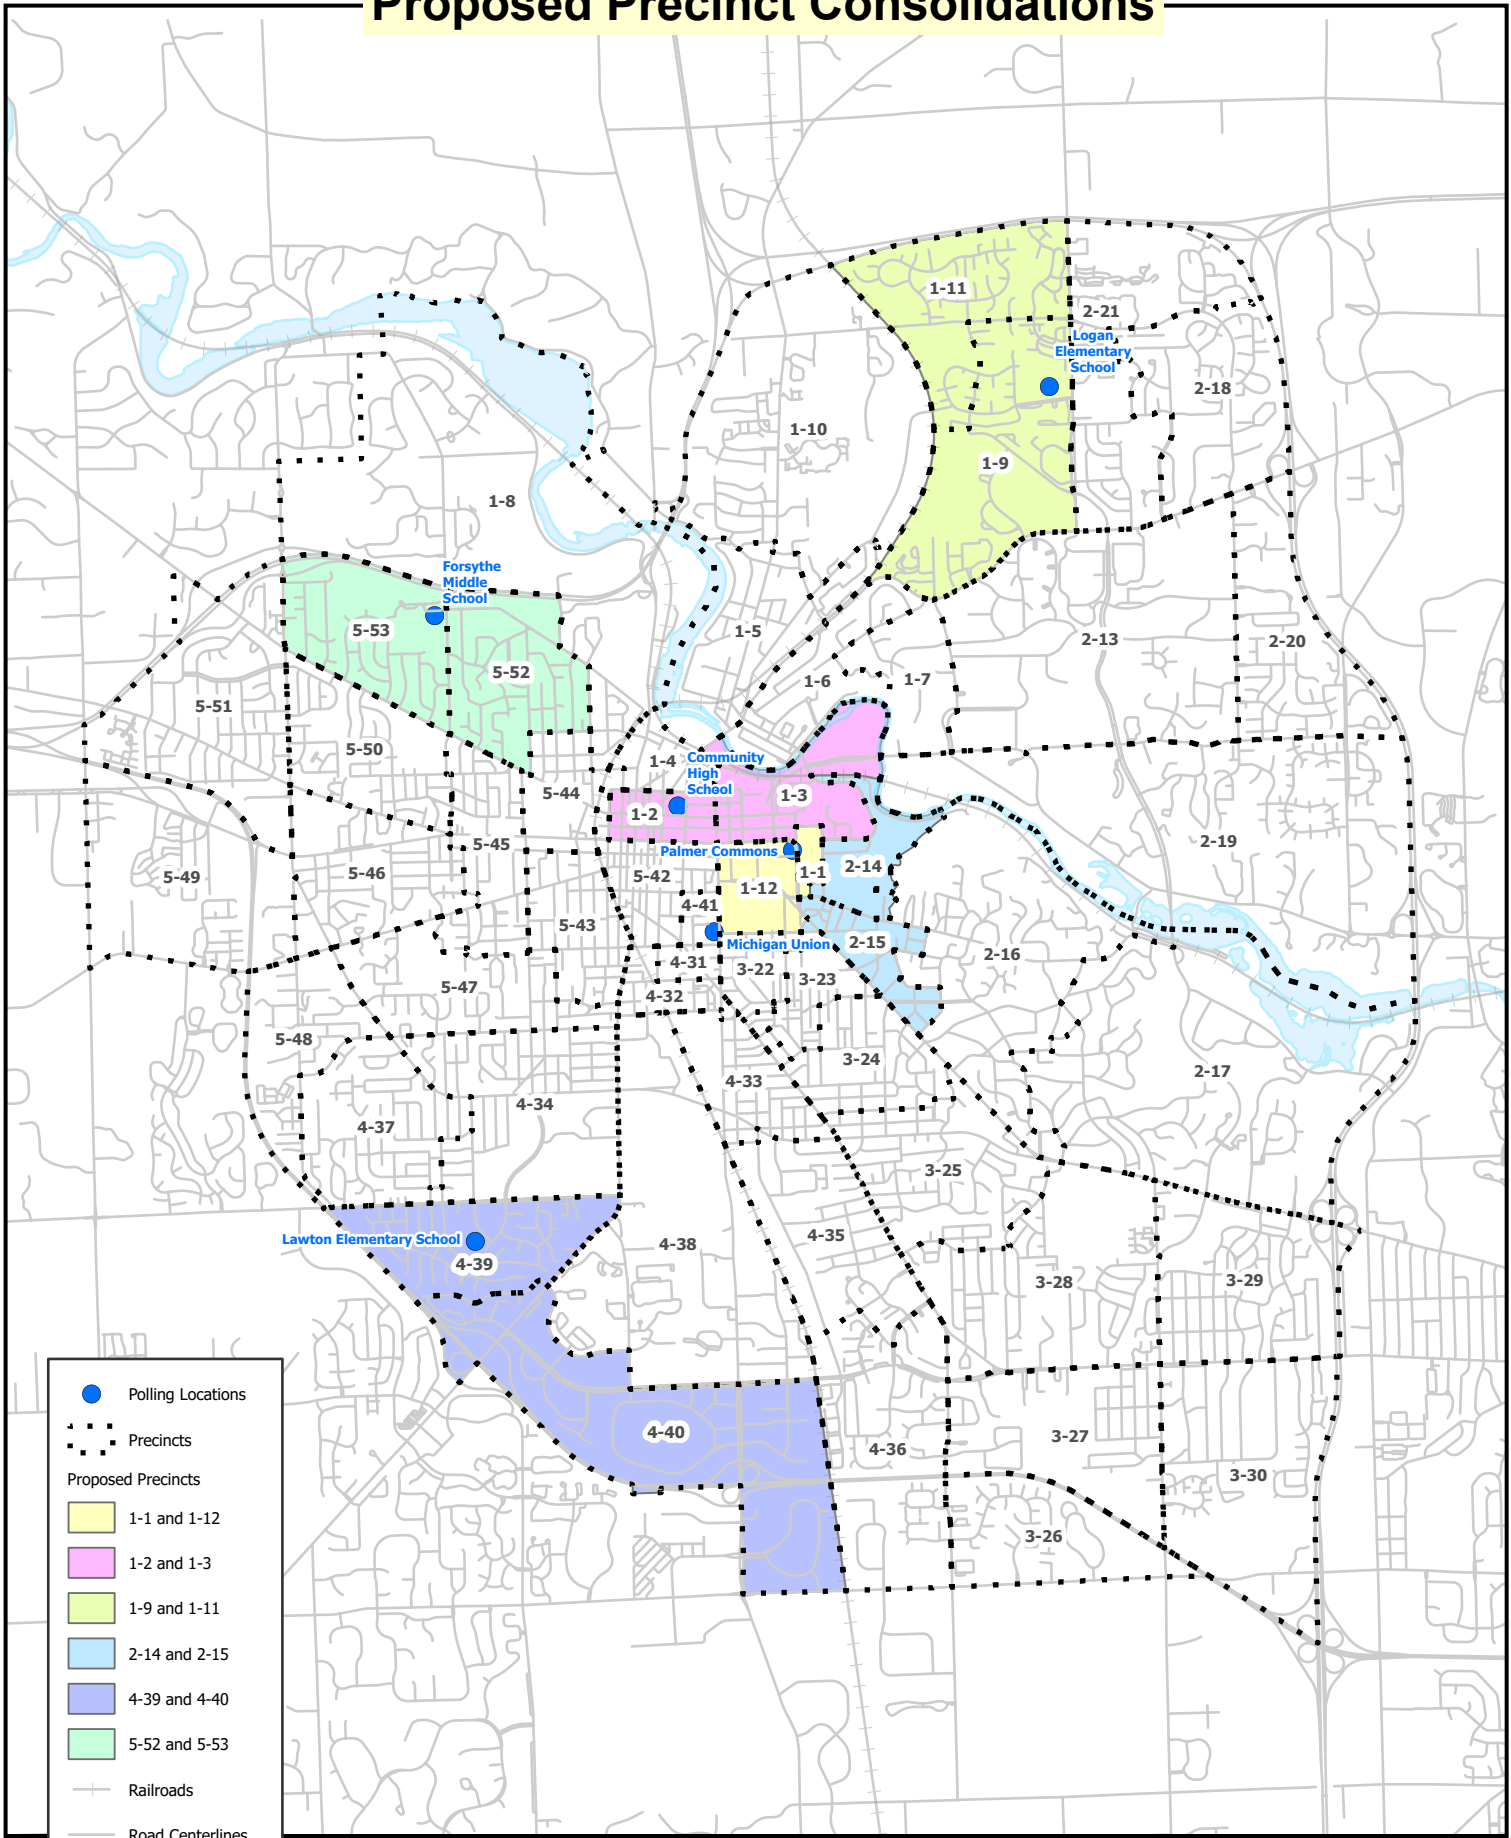 Proposed Precinct Consolidations
1-11
2-21
Logan
Elementary
School
2-18
1-10
1-9
1-8
Forsythe
Middle
School
5-53
5-52
1-5
2-13
2-20
1-6
1-7
5-51
5-50
1-4
Community
High
School
5-44
1-3
1-2
5-45
2-19
Palmer Commons
5-49
5-46
5-42
1-12
1-1
2-14
4-41
5-43
Michigan Union
2-15
2-16
4-31
3-22
3-23
5-47
4-32
5-48
3-24
4-33
2-17
4-34
4-37
3-25
Lawton Elementary School
4-39
4-38
4-35
3-28
3-29
4-40
4-36
3-27
3-30
3-26
Polling Locations
Precincts
Proposed Precincts
1-1 and 1-12
1-2 and 1-3
1-9 and 1-11
2-14 and 2-15
4-39 and 4-40
5-52 and 5-53
Railroads
Road Centerlines